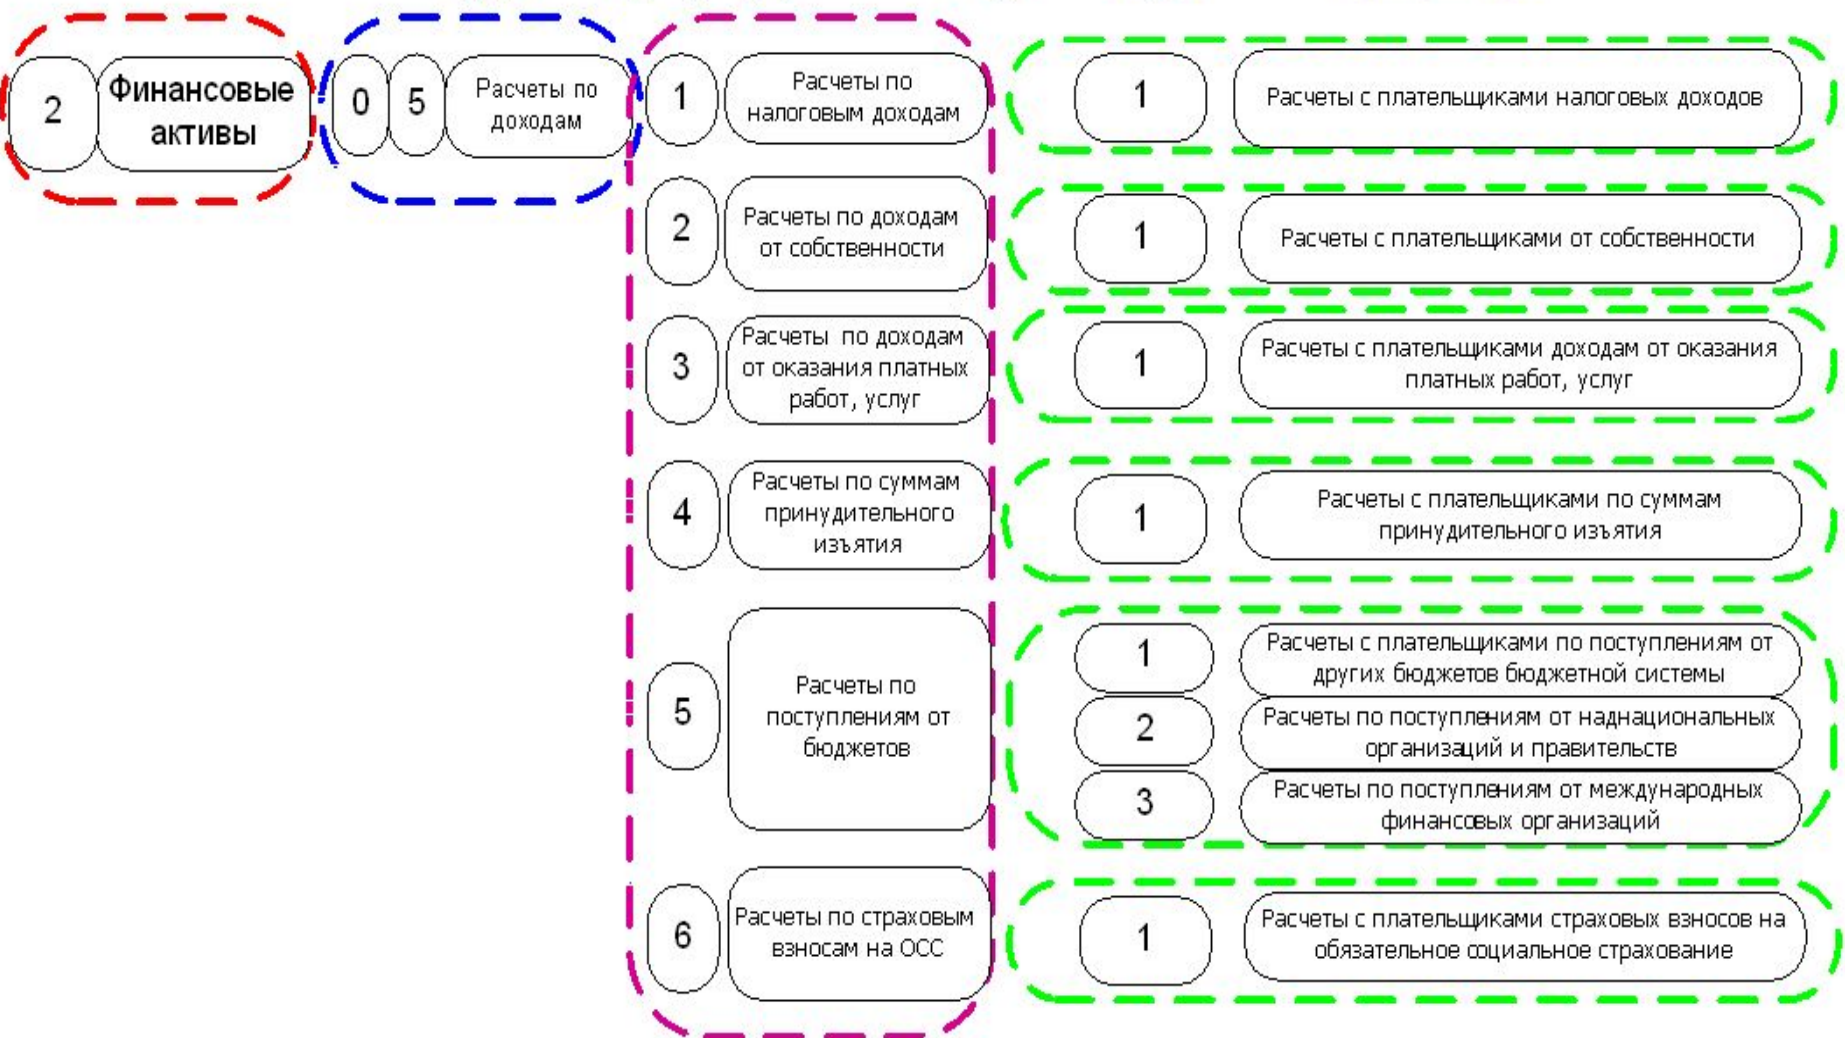 2
Финансовые
активы
0
5
Расчеты по
доходам
1
Расчеты по
налоговым доходам
1
Расчеты с плательщиками налоговых доходов
2
Расчеты по доходам
от собственности
1
Расчеты с плательщиками от собственности
3
Расчеты по доходам
от оказания платных
работ, услуг
1
Расчеты с плательщиками доходам от оказания
платных работ, услуг
4
Расчеты по суммам
принудительного
изъятия
1
Расчеты с плательщиками по суммам
принудительного изъятия
5
Расчеты по
поступлениям от
бюджетов
1
Расчеты с плательщиками по поступлениям от
других бюджетов бюджетной системы
2
Расчеты по поступлениям от наднациональных
организаций и правительств
3
Расчеты по поступлениям от международных
финансовых организаций
6
Расчеты по страховым
взносам на ОСС
1
Расчеты с плательщиками страховых взносов на
обязательное социальное страхование